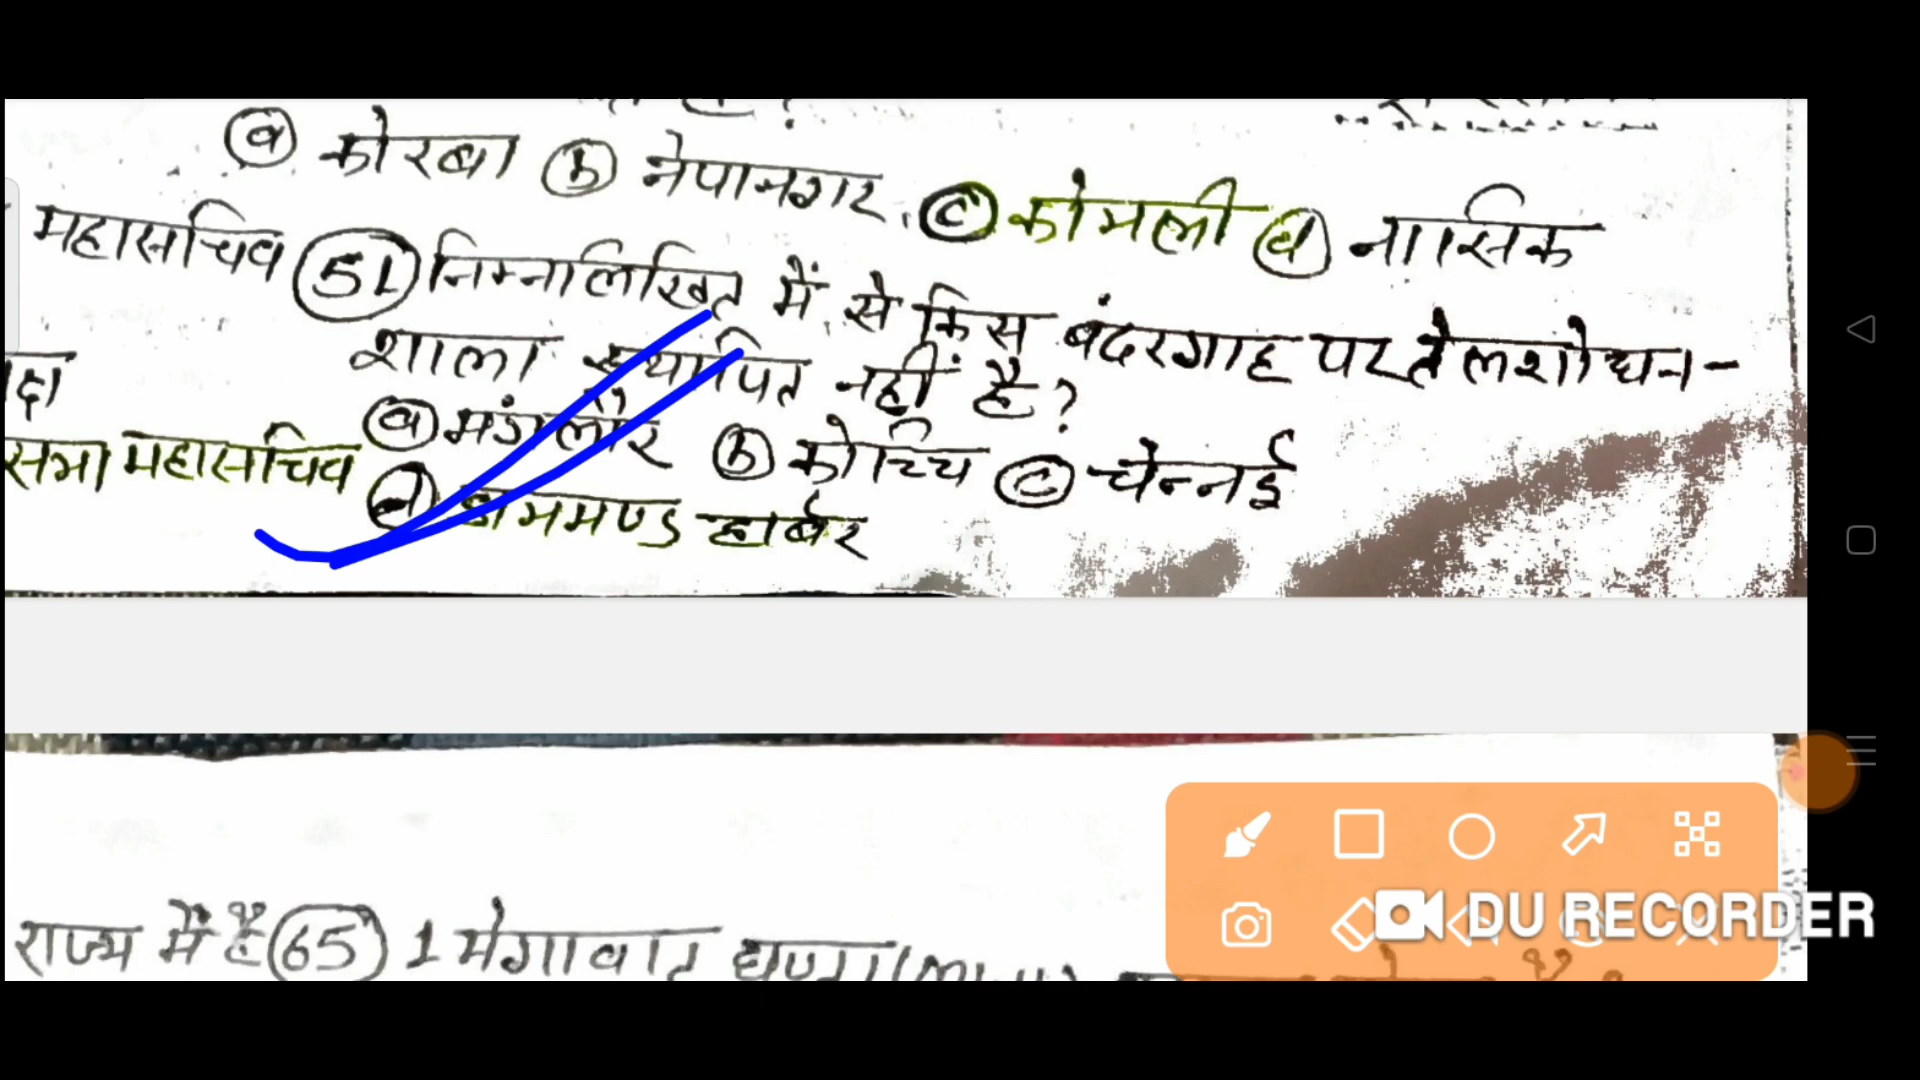 ⓐ कोरबा ⓑ नेपानगर ⓒ कोमली ⓓ नासिक
महासचिव
(51) निम्नलिखित में से किस बंदरगाह पर तेलशोधन-
शाला स्थापित नहीं है?
ⓐ मंगलौर ⓑ कोच्चि ⓒ चेन्नई
सभा महासचिव
ⓓ डायमण्ड हार्बर
राज्य में है
(65) 1 मेगावाट
DU RECORDER